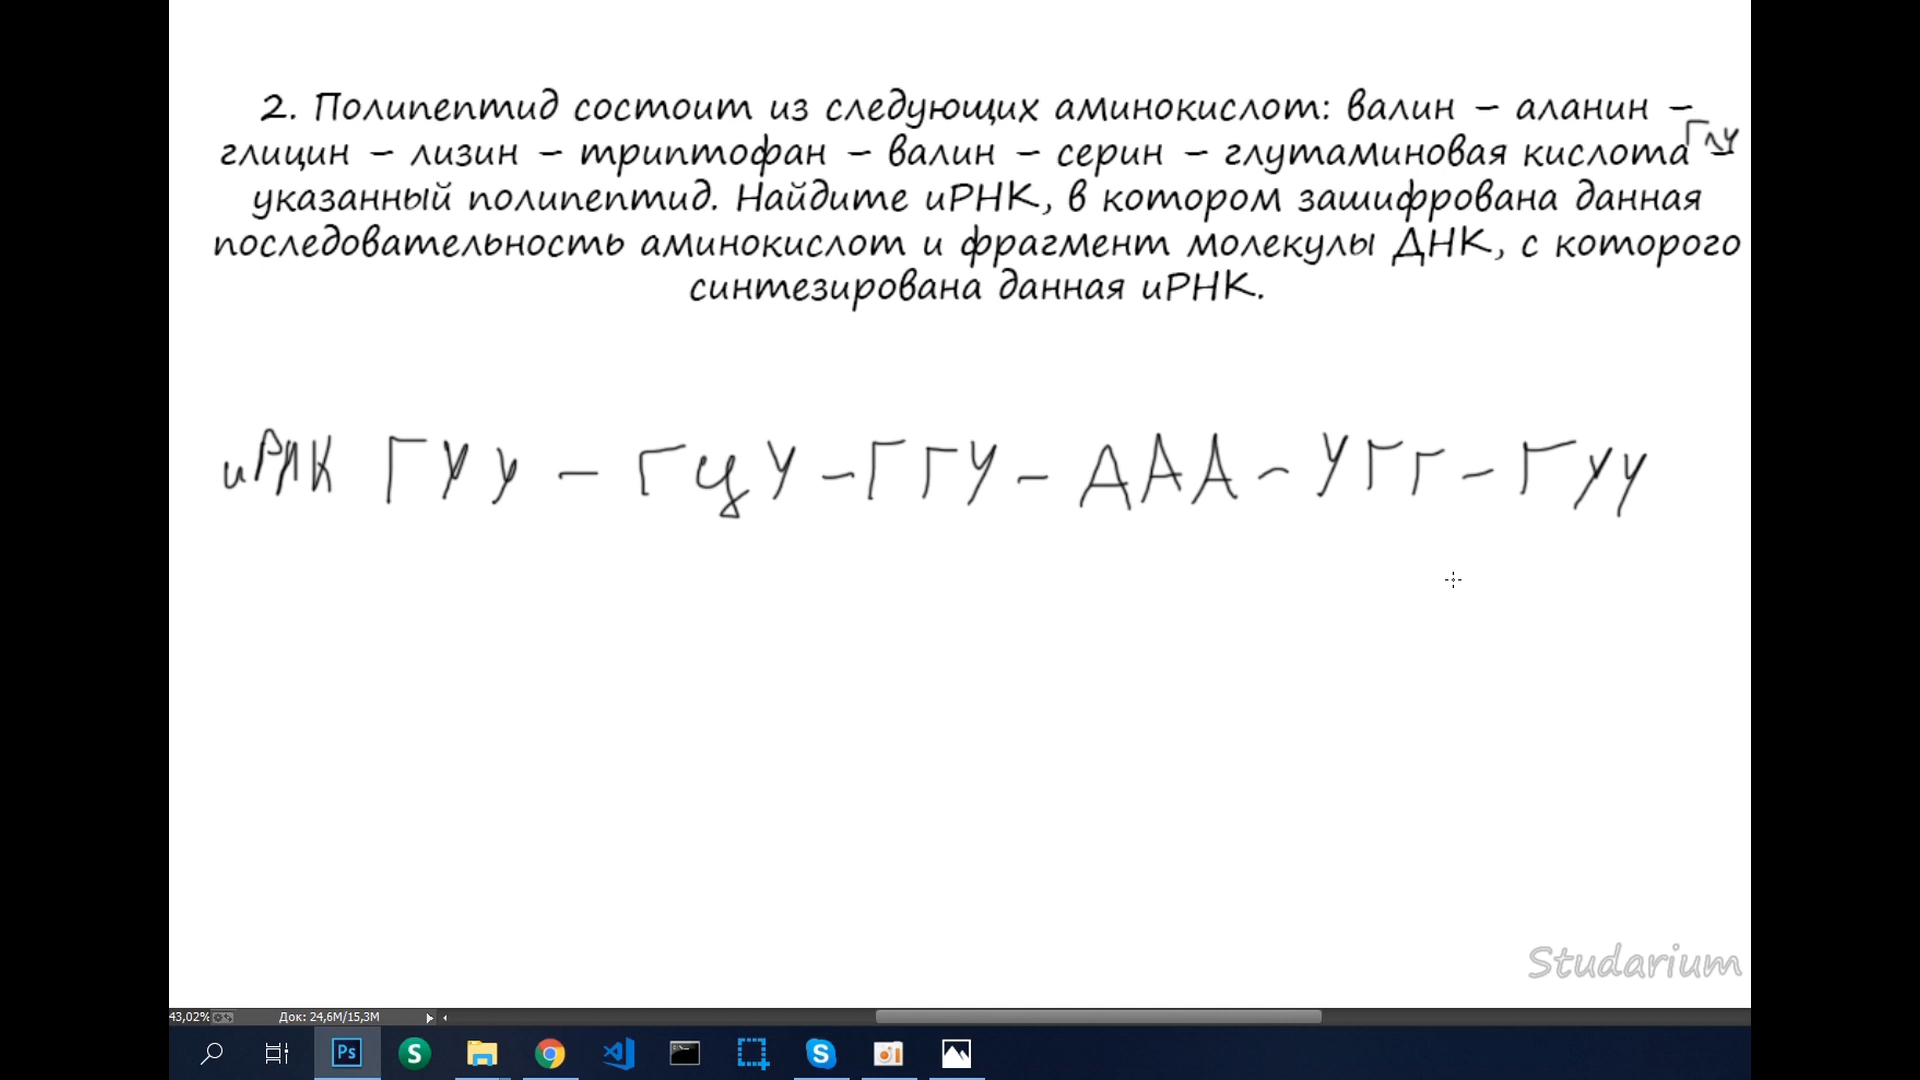 2. Полипептид состоит из следующих аминокислот: валин – аланин –
глицин – лизин – триптофан – валин – серин – глутаминовая кислота – Глу
указанный полипептид. Найдите иРНК, в котором зашифрована данная
последовательность аминокислот и фрагмент молекулы ДНК, с которого
синтезирована данная иРНК.
иРНК ГУУ – ГЦУ – ГГУ – ААА – УГГ – ГУУ
Studarium
43,02% Док: 24,6M/15,3M
Ps S S